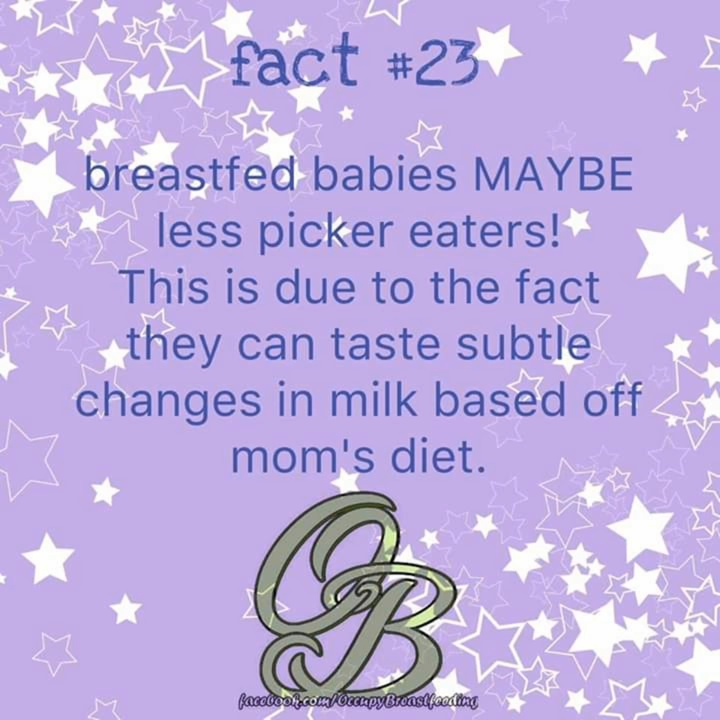 fact #23
breastfed babies MAYBE
less picker eaters!
This is due to the fact
they can taste subtle
changes in milk based off
mom's diet.
OB
facebook.com/OccupyBreastfeeding